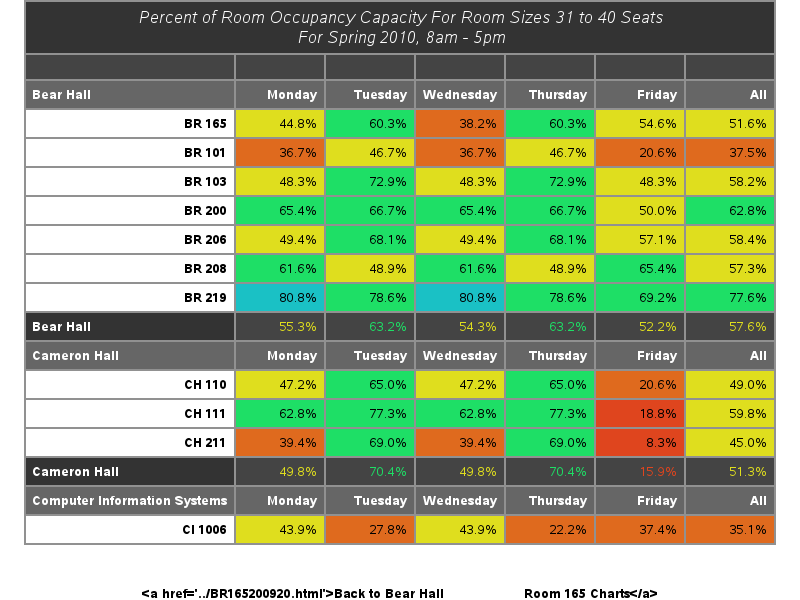 Percent of Room Occupancy Capacity For Room Sizes 31 to 40 Seats
For Spring 2010, 8am - 5pm
Bear Hall Monday Tuesday Wednesday Thursday Friday All
BR 165 44.8% 60.3% 38.2% 60.3% 54.6% 51.6%
BR 101 36.7% 46.7% 36.7% 46.7% 20.6% 37.5%
BR 103 48.3% 72.9% 48.3% 72.9% 48.3% 58.2%
BR 200 65.4% 66.7% 65.4% 66.7% 50.0% 62.8%
BR 206 49.4% 68.1% 49.4% 68.1% 57.1% 58.4%
BR 208 61.6% 48.9% 61.6% 48.9% 65.4% 57.3%
BR 219 80.8% 78.6% 80.8% 78.6% 69.2% 77.6%
Bear Hall 55.3% 63.2% 54.3% 63.2% 52.2% 57.6%
Cameron Hall Monday Tuesday Wednesday Thursday Friday All
CH 110 47.2% 65.0% 47.2% 65.0% 20.6% 49.0%
CH 111 62.8% 77.3% 62.8% 77.3% 18.8% 59.8%
CH 211 39.4% 69.0% 39.4% 69.0% 8.3% 45.0%
Cameron Hall 49.8% 70.4% 49.8% 70.4% 15.9% 51.3%
Computer Information Systems Monday Tuesday Wednesday Thursday Friday All
CI 1006 43.9% 27.8% 43.9% 22.2% 37.4% 35.1%
<a href='../BR165200920.html'>Back to Bear Hall Room 165 Charts</a>